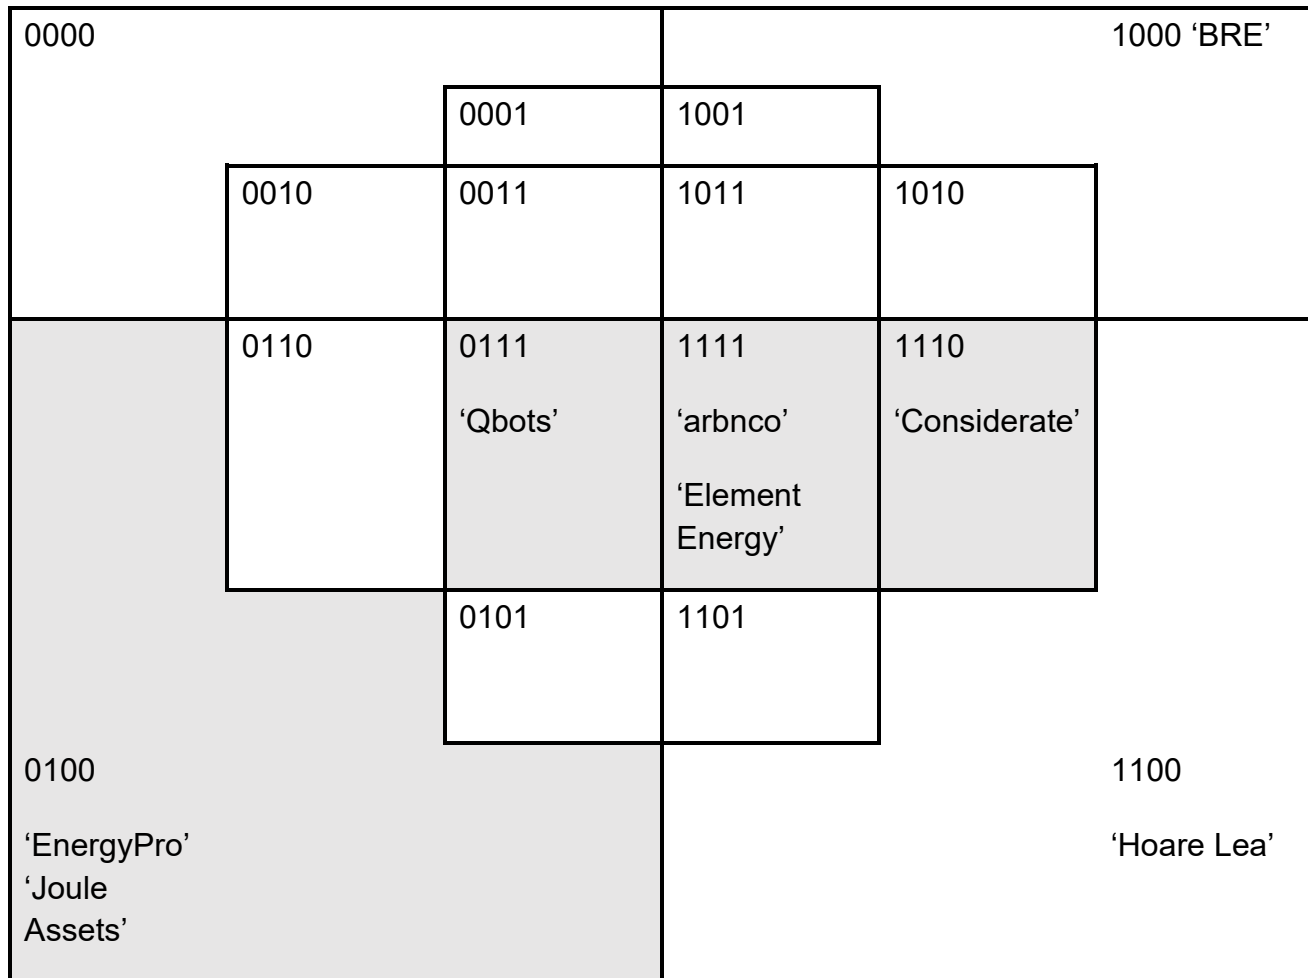 0000
1000 ‘BRE’
0001
1001
0010
0011
1011
1010
0110
0111
1111
1110
‘Qbots’
‘arbnco’
‘Considerate’
‘Element
Energy’
0101
1101
0100
1100
‘EnergyPro’
‘Hoare Lea’
‘Joule
Assets’